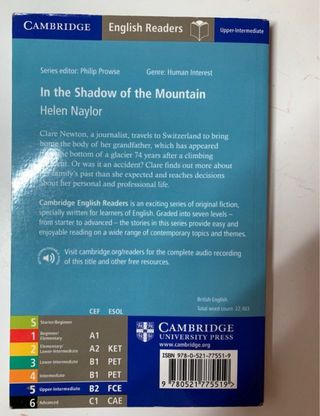 CAMBRIDGE English Readers Upper-Intermediate
Series editor: Philip Prowse Genre: Human Interest
In the Shadow of the Mountain
Helen Naylor
Clare Newton, a journalist, travels to Switzerland to bring
home the body of her grandfather, which has appeared
the bottom of a glacier 74 years after a climbing
Or was it an accident? Clare finds out more about
family's past than she expected and reaches decisions
about her personal and professional life.
Cambridge English Readers is an exciting series of original fiction,
specially written for learners of English. Graded into seven levels –
from starter to advanced – the stories in this series provide easy and
enjoyable reading on a wide range of contemporary topics and themes.
Visit cambridge.org/readers for the complete audio recording
of this title and other free resources.
British English
Total word count:
CEF ESOL
S Starter/Beginner
1 Beginner/Elementary A1
2 Elementary/Lower-Intermediate A2 KET
3 Lower-Intermediate B1 PET
4 Intermediate B1 PET
5 Upper-Intermediate B2 FCE
6 Advanced C1 CAE
CAMBRIDGE
UNIVERSITY PRESS
www.cambridge.org
ISBN 978-0-521-77551-9
9 780521 775519 >